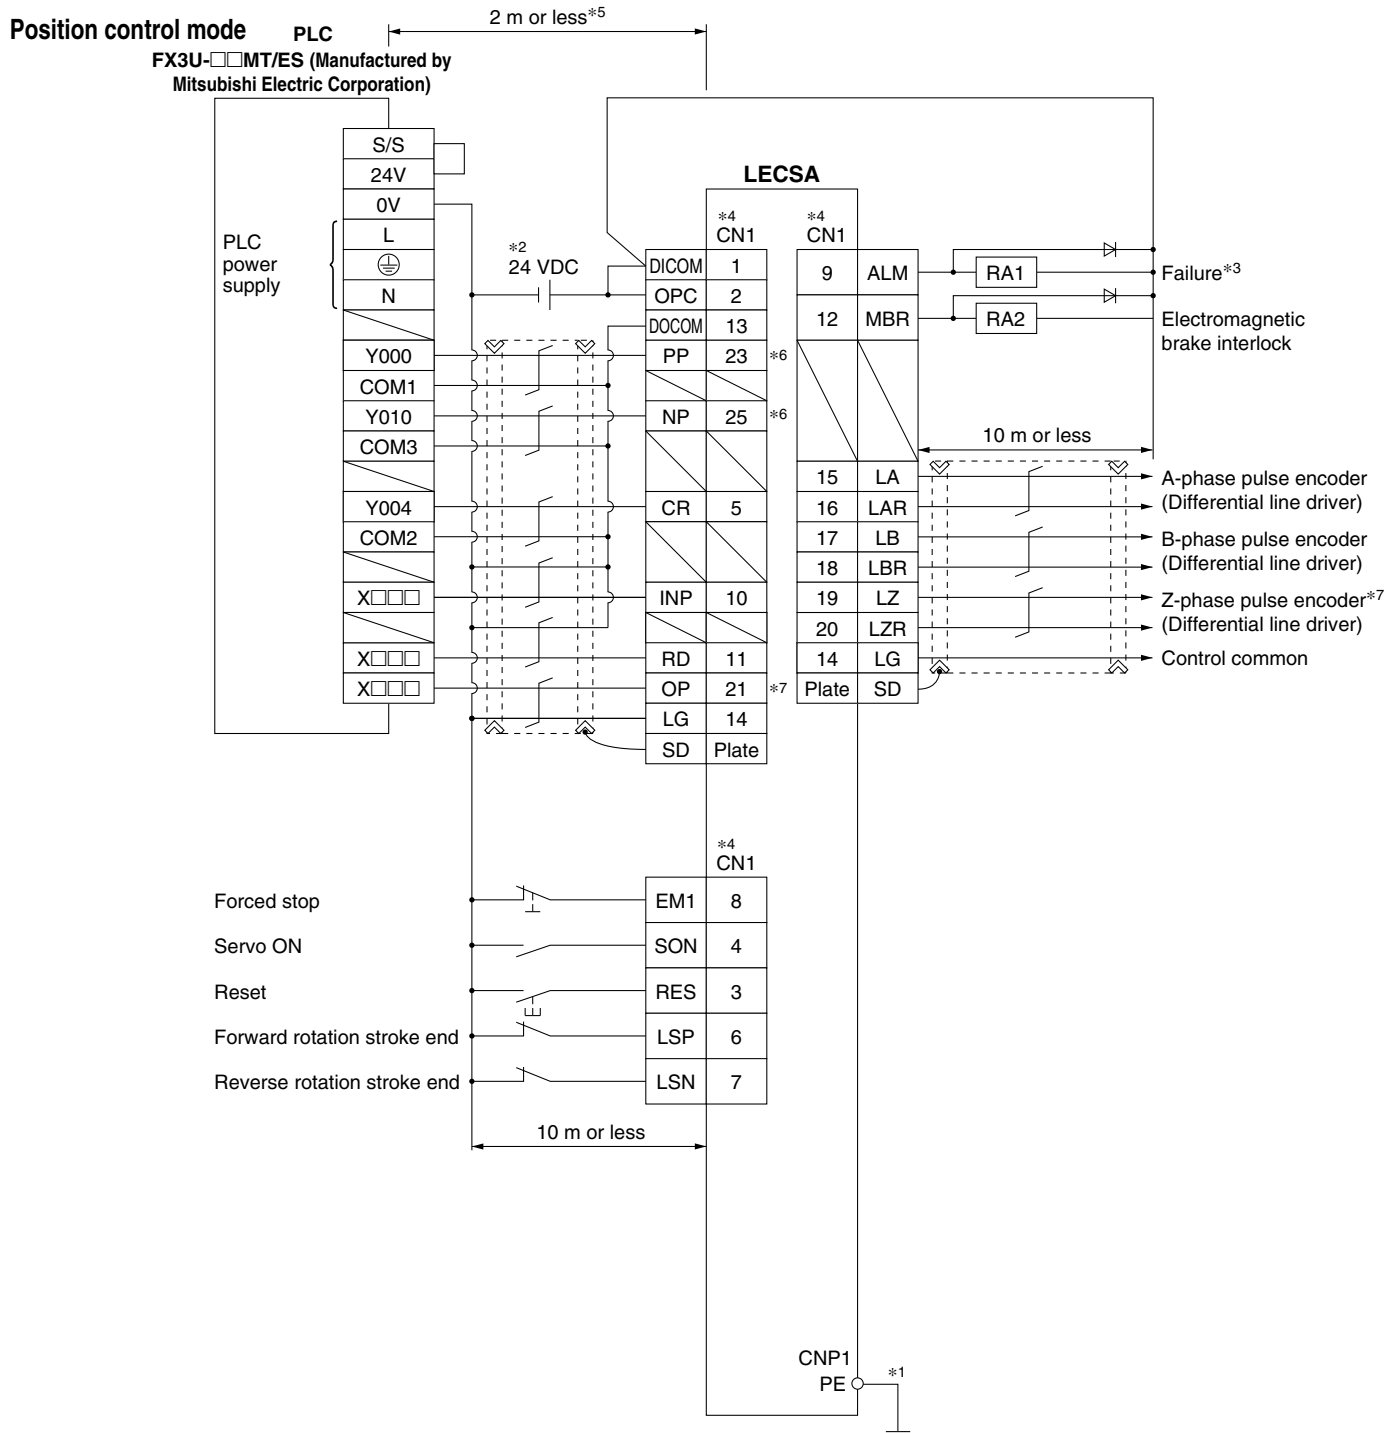 Position control mode
PLC
2 m or less*5
FX3U-□□MT/ES (Manufactured by
Mitsubishi Electric Corporation)
S/S
24V
0V
L
N
PLC
power
supply
Y000
COM1
Y010
COM3
Y004
COM2
X□□□
X□□□
X□□□
*2
24 VDC
LECSA
*4
CN1
DICOM 1
OPC 2
DOCOM 13
PP 23 *6
NP 25 *6
CR 5
INP 10
RD 11
OP 21 *7
LG 14
SD Plate
*4
CN1
9 ALM
12 MBR
RA1
RA2
Failure*3
Electromagnetic
brake interlock
10 m or less
15 LA
16 LAR
17 LB
18 LBR
19 LZ
20 LZR
14 LG
Plate SD
A-phase pulse encoder
(Differential line driver)
B-phase pulse encoder
(Differential line driver)
Z-phase pulse encoder*7
(Differential line driver)
Control common
*4
CN1
Forced stop EM1 8
Servo ON SON 4
Reset RES 3
Forward rotation stroke end LSP 6
Reverse rotation stroke end LSN 7
10 m or less
CNP1
PE *1